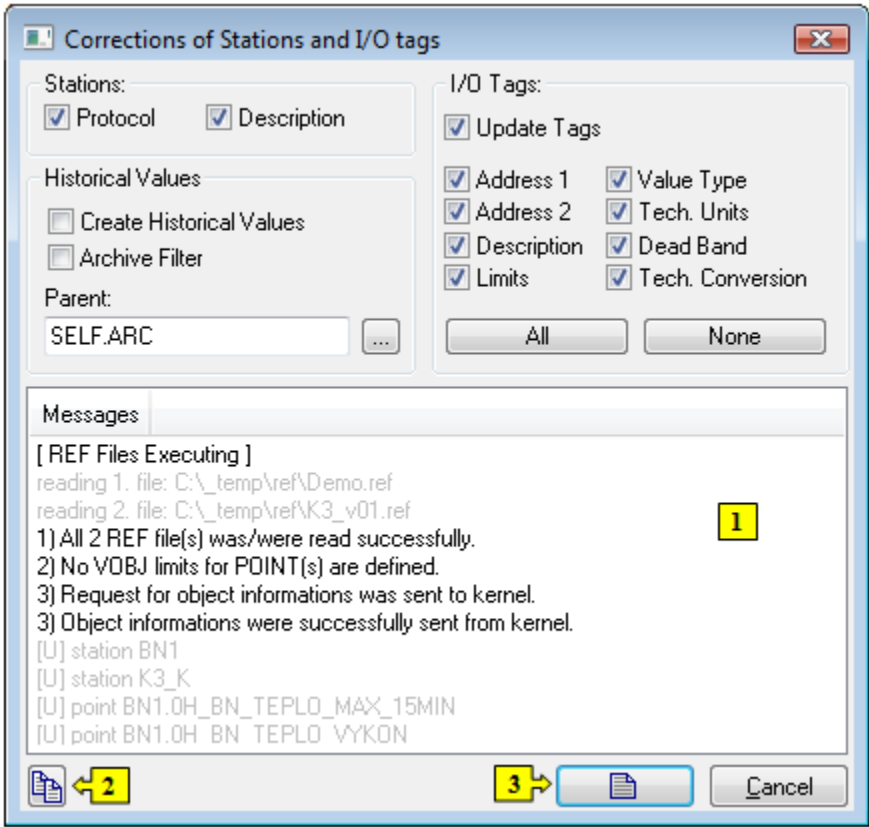 Corrections of Stations and I/O tags
Stations:
Protocol
Description
Historical Values
Create Historical Values
Archive Filter
Parent:
SELF.ARC
...
I/O Tags:
Update Tags
Address 1
Value Type
Address 2
Tech. Units
Description
Dead Band
Limits
Tech. Conversion
All
None
Messages
[ REF Files Executing ]
reading 1. file: C:\_temp\ref\Demo.ref
reading 2. file: C:\_temp\ref\K3_v01.ref
1) All 2 REF file(s) was/were read successfully.
2) No VOBJ limits for POINT(s) are defined.
3) Request for object informations was sent to kernel.
3) Object informations were successfully sent from kernel.
[U] station BN1
[U] station K3_K
[U] point BN1.0H_BN_TEPLO_MAX_15MIN
[U] point BN1.0H_BN_TEPLO_VYKON
1
2
3
Cancel